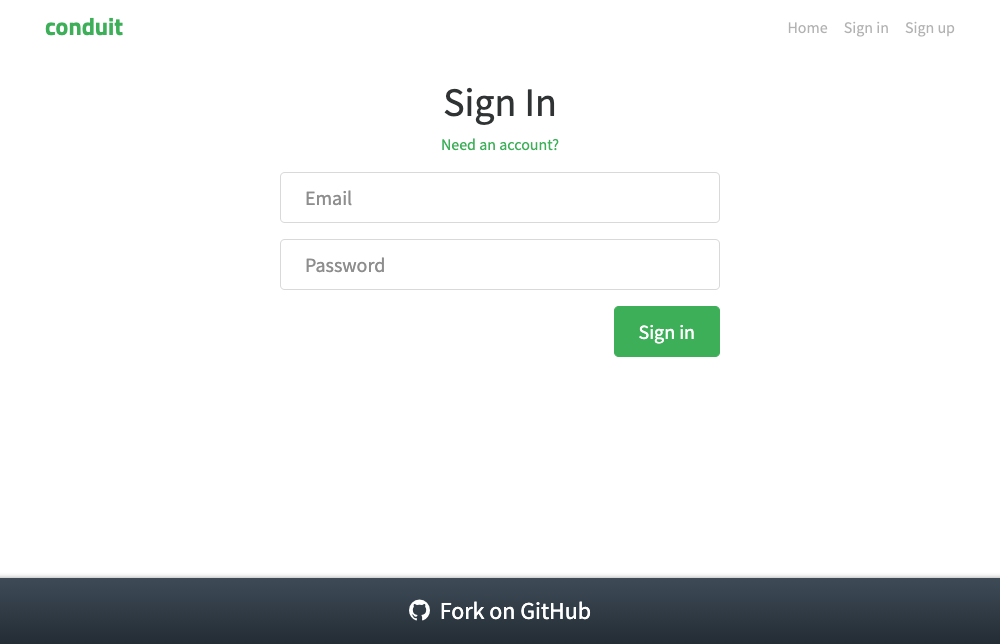 conduit
Home Sign in Sign up
Sign In
Need an account?
Email
Password
Sign in
Fork on GitHub